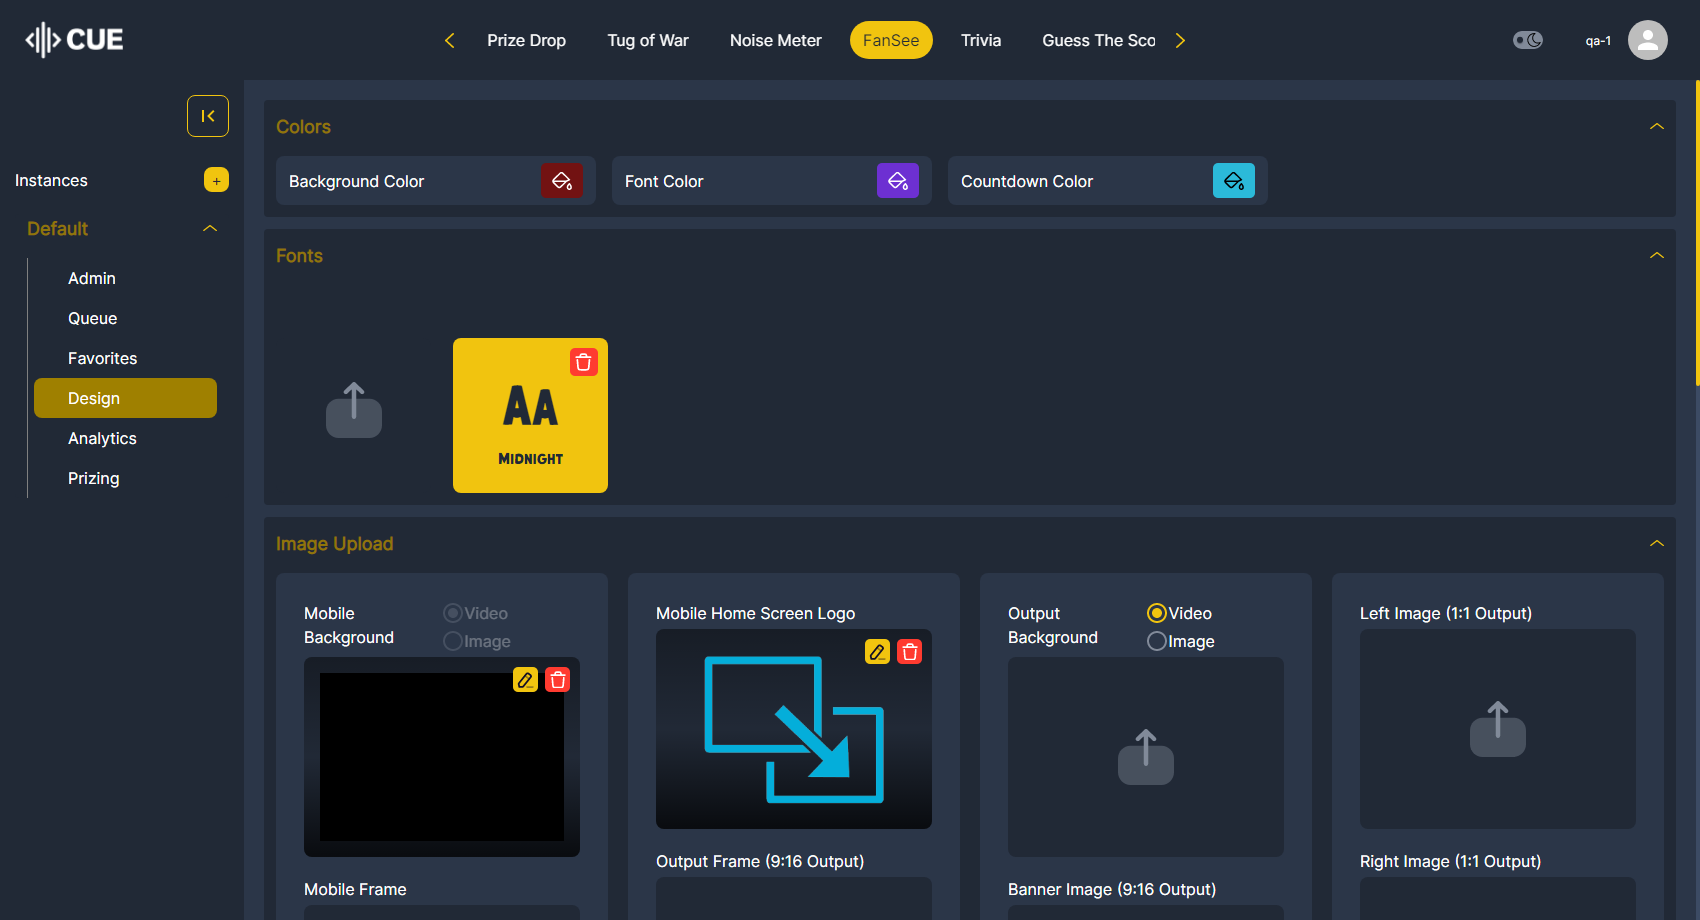 CUE
Prize Drop
Tug of War
Noise Meter
FanSee
Trivia
Guess The Sco
qa-1
Instances
+
Default
Admin
Queue
Favorites
Design
Analytics
Prizing
Colors
Background Color
Font Color
Countdown Color
Fonts
AA
MIDNIGHT
Image Upload
Mobile
Background
Video
Image
Mobile Home Screen Logo
Output
Background
Video
Image
Left Image (1:1 Output)
Mobile Frame
Output Frame (9:16 Output)
Banner Image (9:16 Output)
Right Image (1:1 Output)